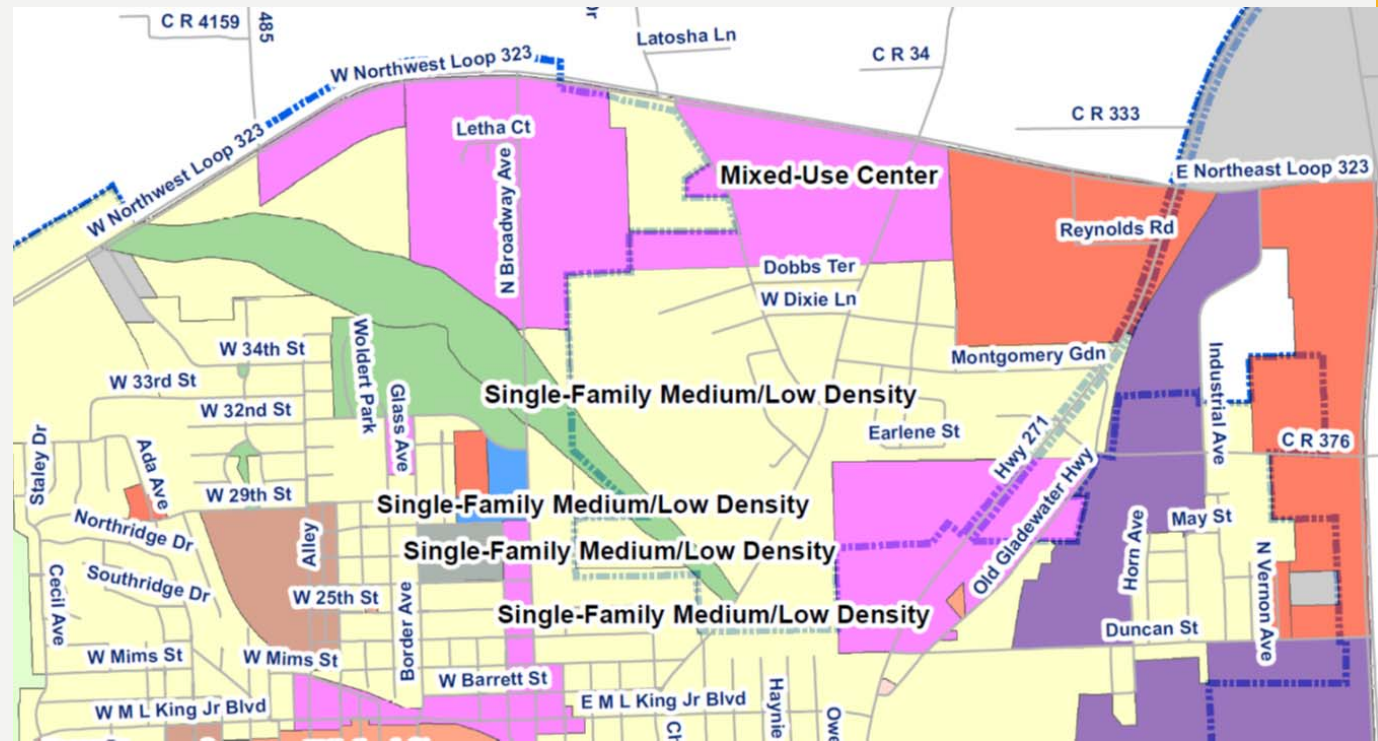 C R 4159
485
Dr
Latosha Ln
C R 34
W Northwest Loop 323
C R 333
Letha Ct
W Northwest Loop 323
E Northeast Loop 323
Mixed-Use Center
N Broadway Ave
Reynolds Rd
Dobbs Ter
W Dixie Ln
W 34th St
Woldert Park
Montgomery Gdn
W 33rd St
Glass Ave
Single-Family Medium/Low Density
Industrial Ave
W 32nd St
Earlene St
Hwy 271
C R 376
Staley Dr
Ada Ave
W 29th St
Single-Family Medium/Low Density
Old Gladewater Hwy
May St
Northridge Dr
Alley
Single-Family Medium/Low Density
Horn Ave
Southridge Dr
W 25th St
Cecil Ave
Border Ave
Single-Family Medium/Low Density
N Vernon Ave
Duncan St
W Mims St
W Mims St
W Barrett St
W M L King Jr Blvd
E M L King Jr Blvd
Haynie
Owe
Ch